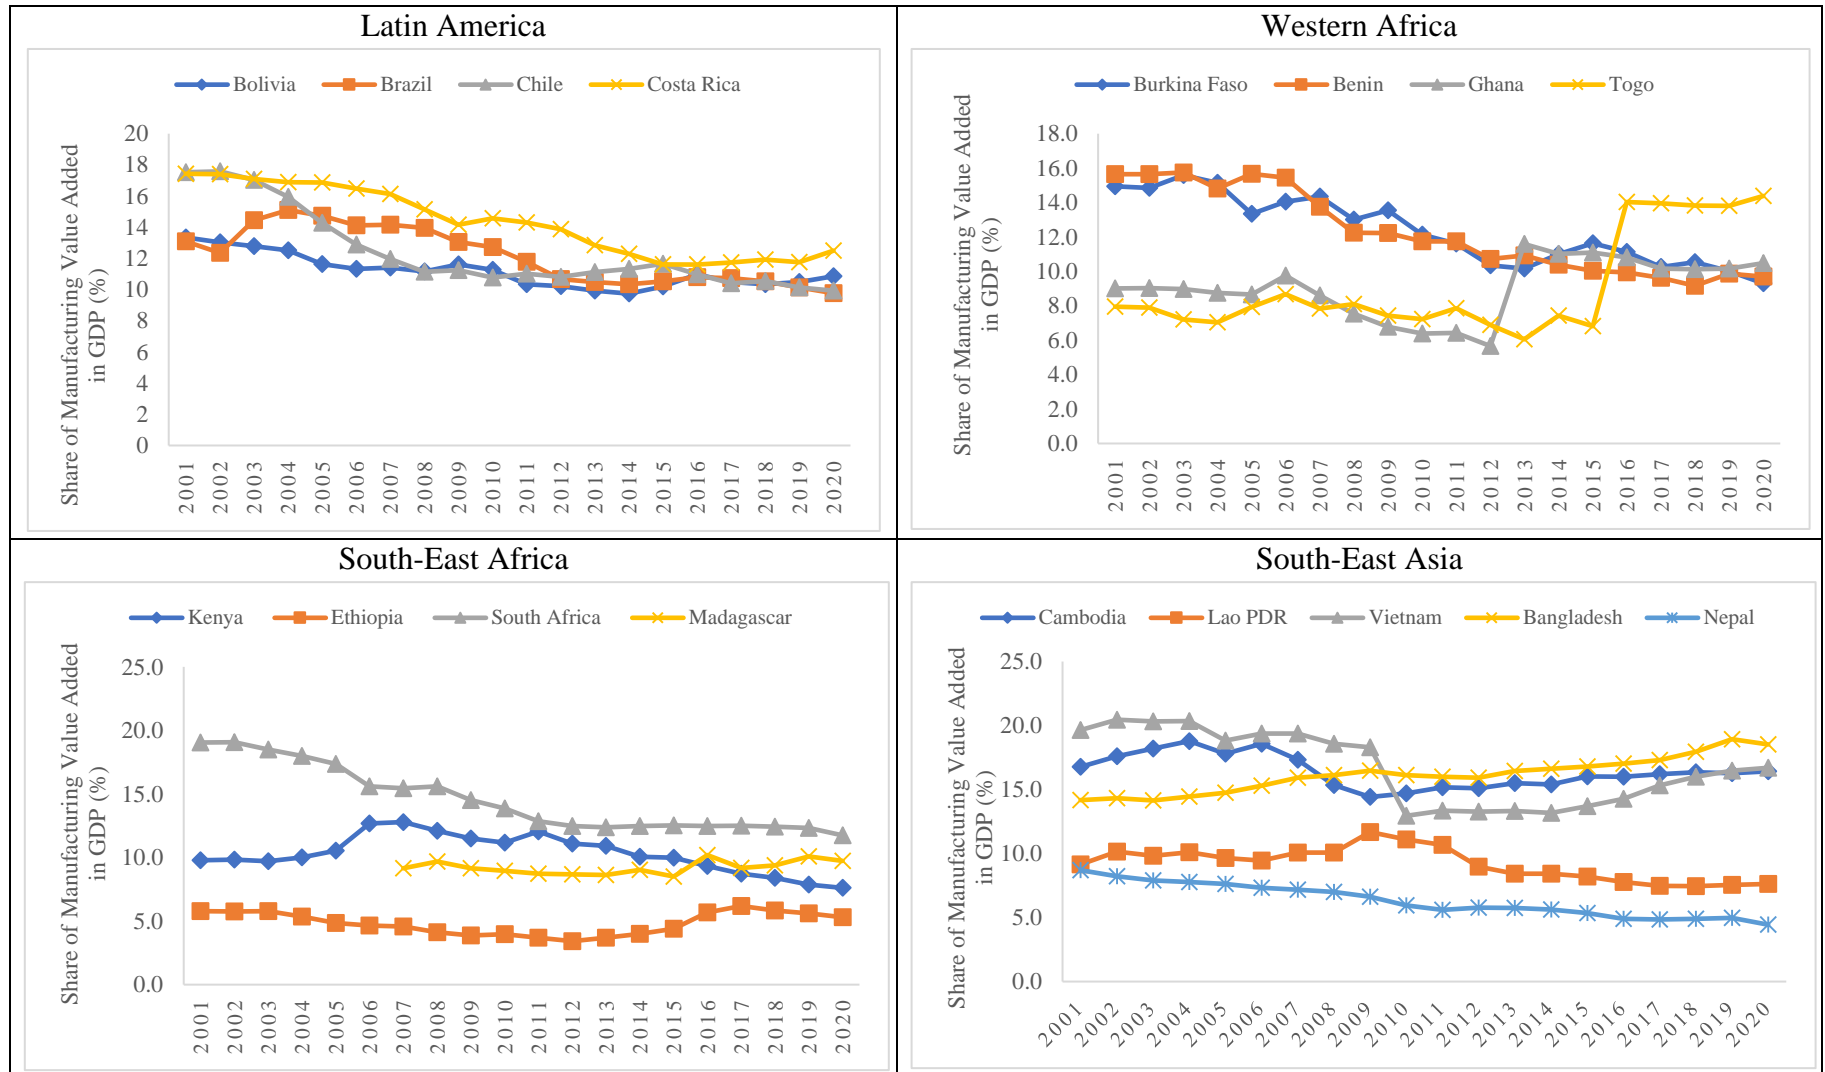 Latin America
Bolivia Brazil Chile Costa Rica
Share of Manufacturing Value Added
in GDP (%)
20
18
16
14
12
10
8
6
4
2
0
2001 2002 2003 2004 2005 2006 2007 2008 2009 2010 2011 2012 2013 2014 2015 2016 2017 2018 2019 2020
Western Africa
Burkina Faso Benin Ghana Togo
Share of Manufacturing Value Added
in GDP (%)
18.0
16.0
14.0
12.0
10.0
8.0
6.0
4.0
2.0
0.0
2001 2002 2003 2004 2005 2006 2007 2008 2009 2010 2011 2012 2013 2014 2015 2016 2017 2018 2019 2020
South-East Africa
Kenya Ethiopia South Africa Madagascar
Share of Manufacturing Value Added
in GDP (%)
25.0
20.0
15.0
10.0
5.0
0.0
2001 2002 2003 2004 2005 2006 2007 2008 2009 2010 2011 2012 2013 2014 2015 2016 2017 2018 2019 2020
South-East Asia
Cambodia Lao PDR Vietnam Bangladesh Nepal
Share of Manufacturing Value Added
in GDP (%)
25.0
20.0
15.0
10.0
5.0
0.0
2001 2002 2003 2004 2005 2006 2007 2008 2009 2010 2011 2012 2013 2014 2015 2016 2017 2018 2019 2020